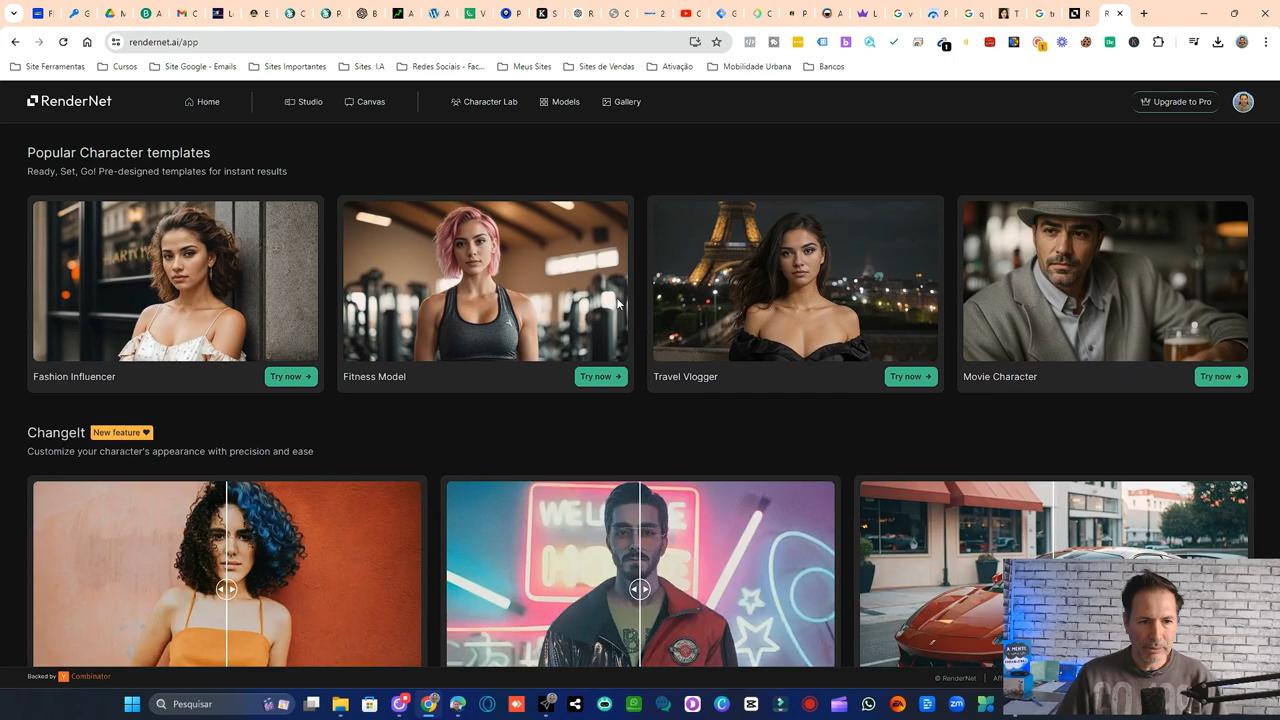 rendernet.ai/app
Site Ferramentas
Cursos
Site Google - Emails
Sites Importantes
Sites I.A
Redes Sociais - Fac...
Meus Sites
Sites de Vendas
Ativação
Mobilidade Urbana
Bancos
RenderNet
Home
Studio
Canvas
Character Lab
Models
Gallery
Upgrade to Pro
Popular Character templates
Ready, Set, Go! Pre-designed templates for instant results
Fashion Influencer
Try now →
Fitness Model
Try now →
Travel Vlogger
Try now →
Movie Character
Try now →
ChangeIt New feature
Customize your character's appearance with precision and ease
Backed by Y Combinator
© RenderNet
Pesquisar
A MENTE